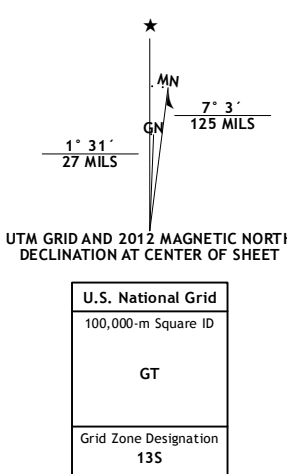 ★
MN
7° 3´
125 MILS
GN
1° 31´
27 MILS
UTM GRID AND 2012 MAGNETIC NORTH
DECLINATION AT CENTER OF SHEET
U.S. National Grid
100,000-m Square ID
GT
Grid Zone Designation
13S